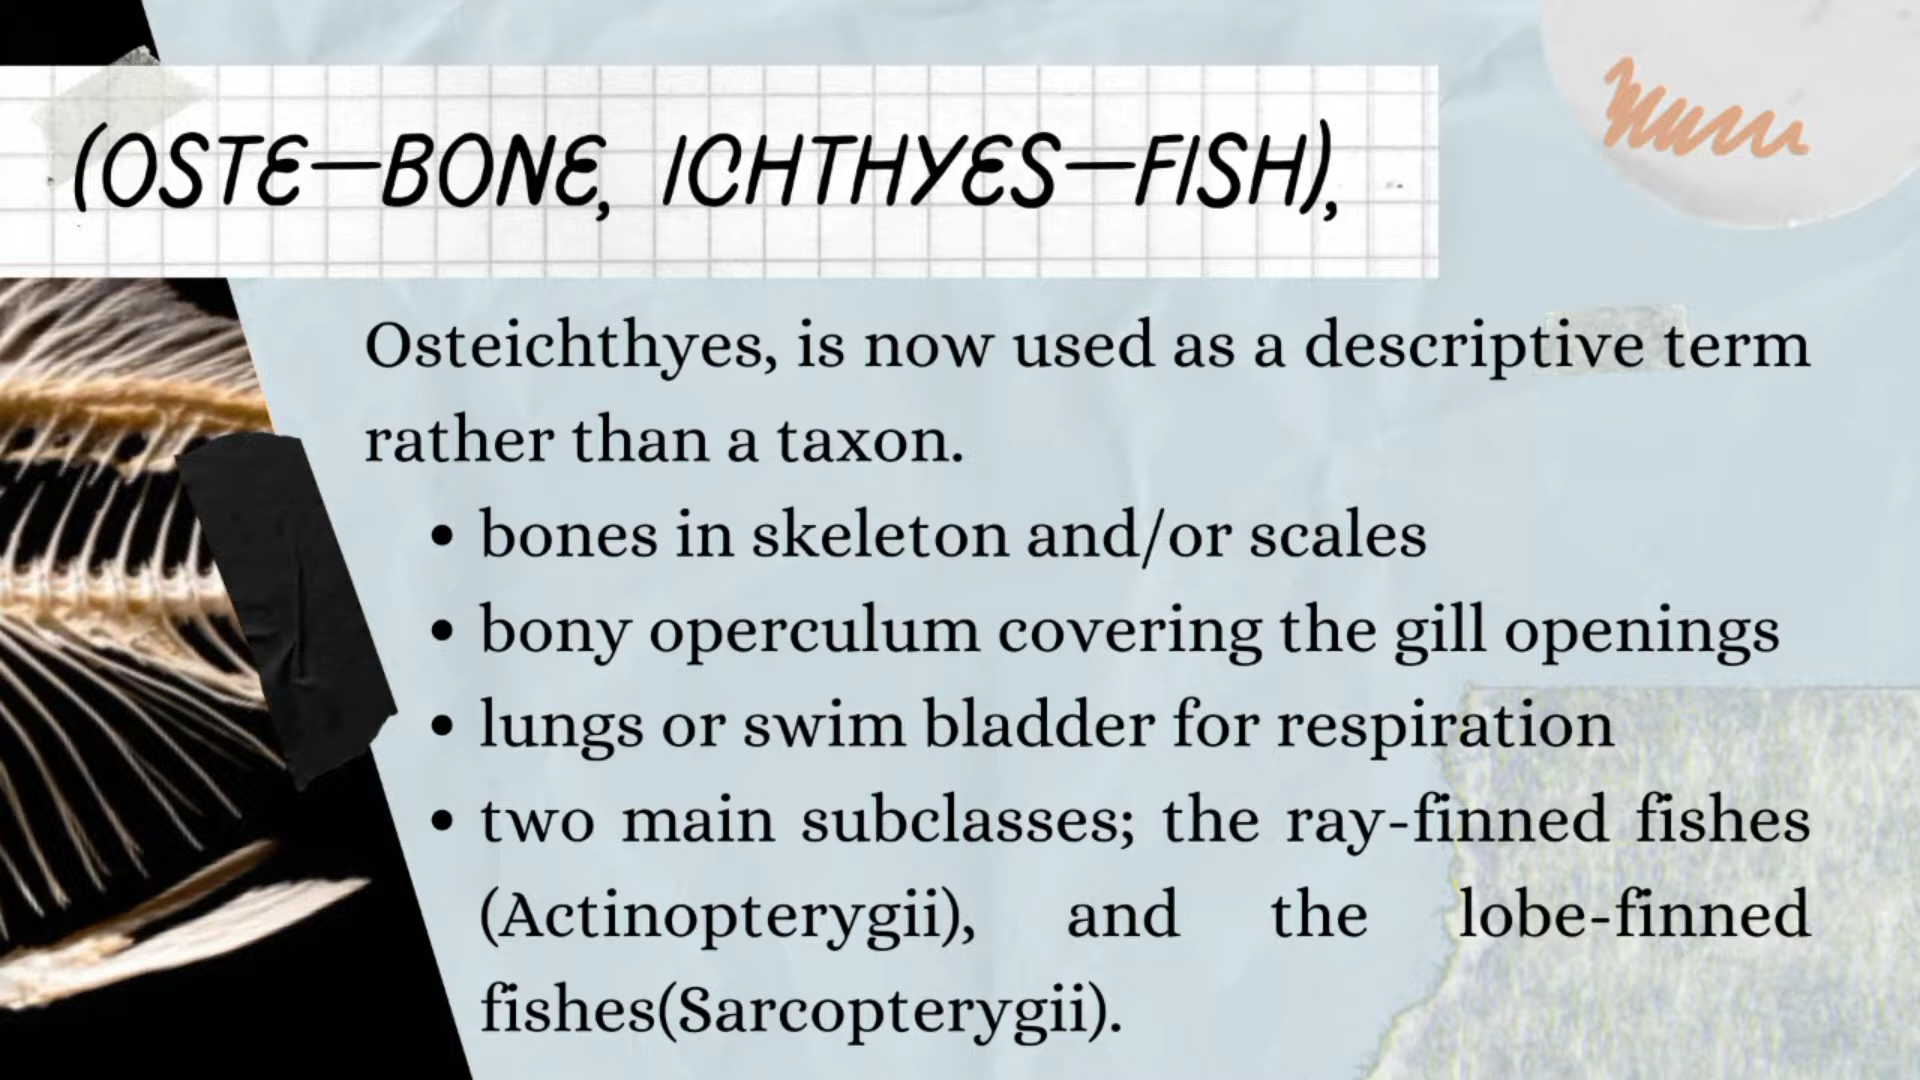 (OSTE—BONE, ICHTHYES—FISH),
Osteichthyes, is now used as a descriptive term
rather than a taxon.
• bones in skeleton and/or scales
• bony operculum covering the gill openings
• lungs or swim bladder for respiration
• two main subclasses; the ray-finned fishes
(Actinopterygii), and the lobe-finned
fishes(Sarcopterygii).